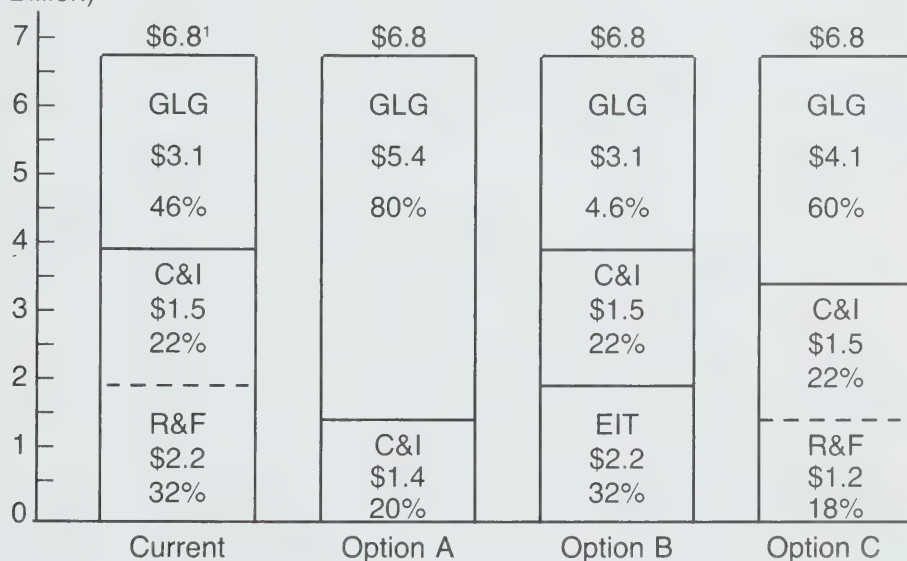 7 $6.8¹ $6.8 $6.8 $6.8
6 GLG GLG GLG GLG
5 $3.1 $5.4 $3.1 $4.1
46% 80% 4.6% 60%
4
C&I C&I
3 $1.5 $1.5 C&I
22% 22% $1.5
22%
2
R&F EIT
1 $2.2 C&I $2.2 R&F
32% $1.4 32% $1.2
0 20% 18%
Current Option A Option B Option C